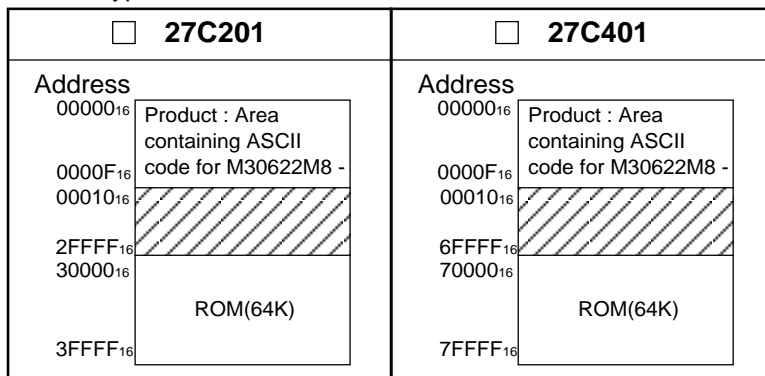 □ 27C201
Address
00000₁₆
Product : Area
containing ASCII
code for M30622M8 -
0000F₁₆
00010₁₆
2FFFF₁₆
30000₁₆
ROM(64K)
3FFFF₁₆
□ 27C401
Address
00000₁₆
Product : Area
containing ASCII
code for M30622M8 -
0000F₁₆
00010₁₆
6FFFF₁₆
70000₁₆
ROM(64K)
7FFFF₁₆